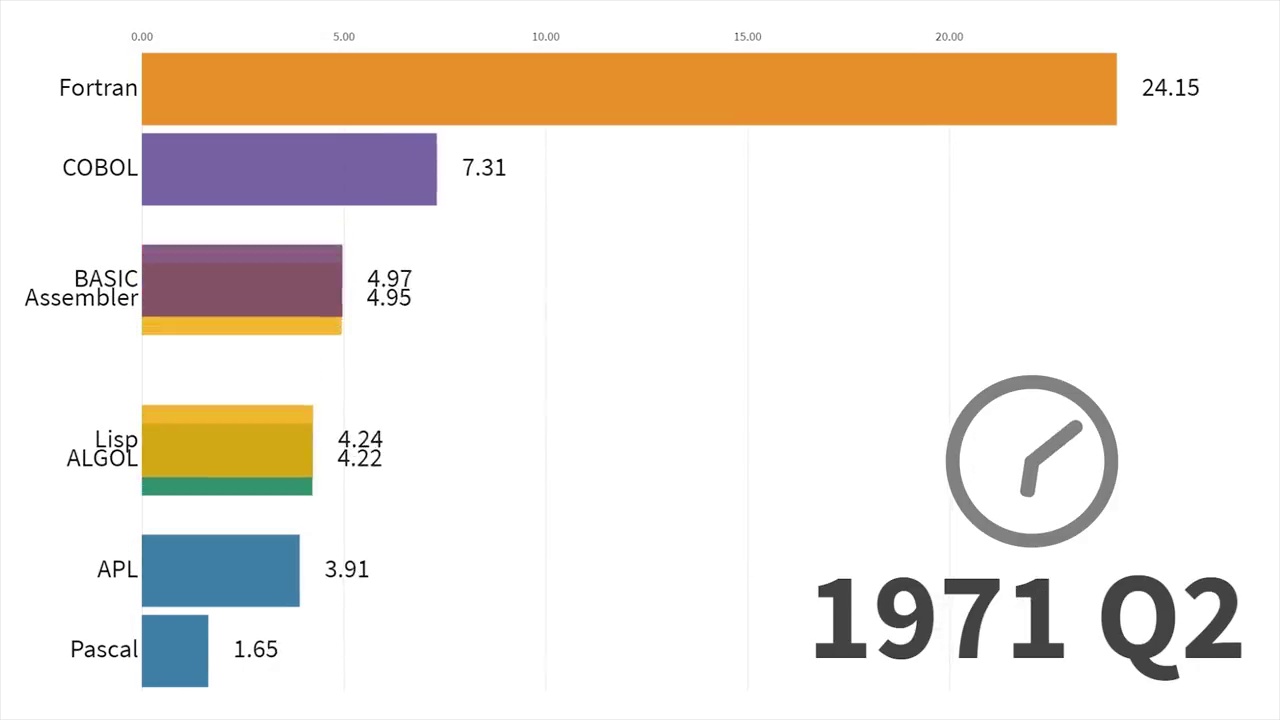 0.00 5.00 10.00 15.00 20.00
Fortran 24.15
COBOL 7.31
BASIC 4.97
Assembler 4.95
Lisp 4.24
ALGOL 4.22
APL 3.91
Pascal 1.65
1971 Q2